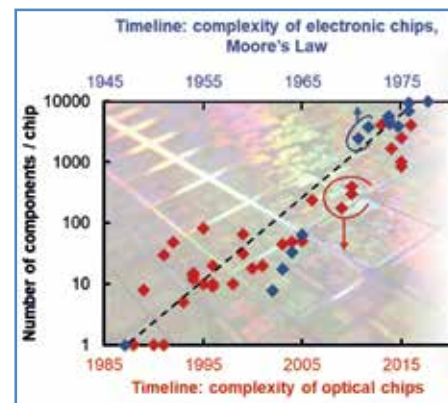 Timeline: complexity of electronic chips,
Moore's Law
1945 1955 1965 1975
Number of components / chip
10000
1000
100
10
1
1985 1995 2005 2015
Timeline: complexity of optical chips